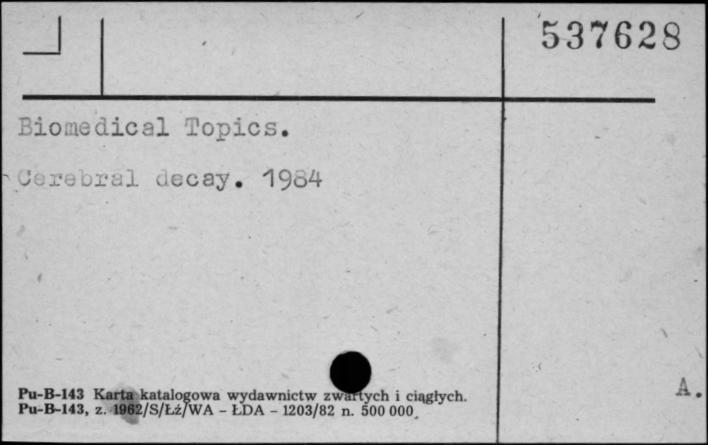 537628
Biomedical Topics.
Cerebral decay. 1984
A.
Pu-B-143 Karta katalogowa wydawnictw zwartych i ciągłych.
Pu-B-143, z. 1962/S/Łź/WA - ŁDA - 1203/82 n. 500 000